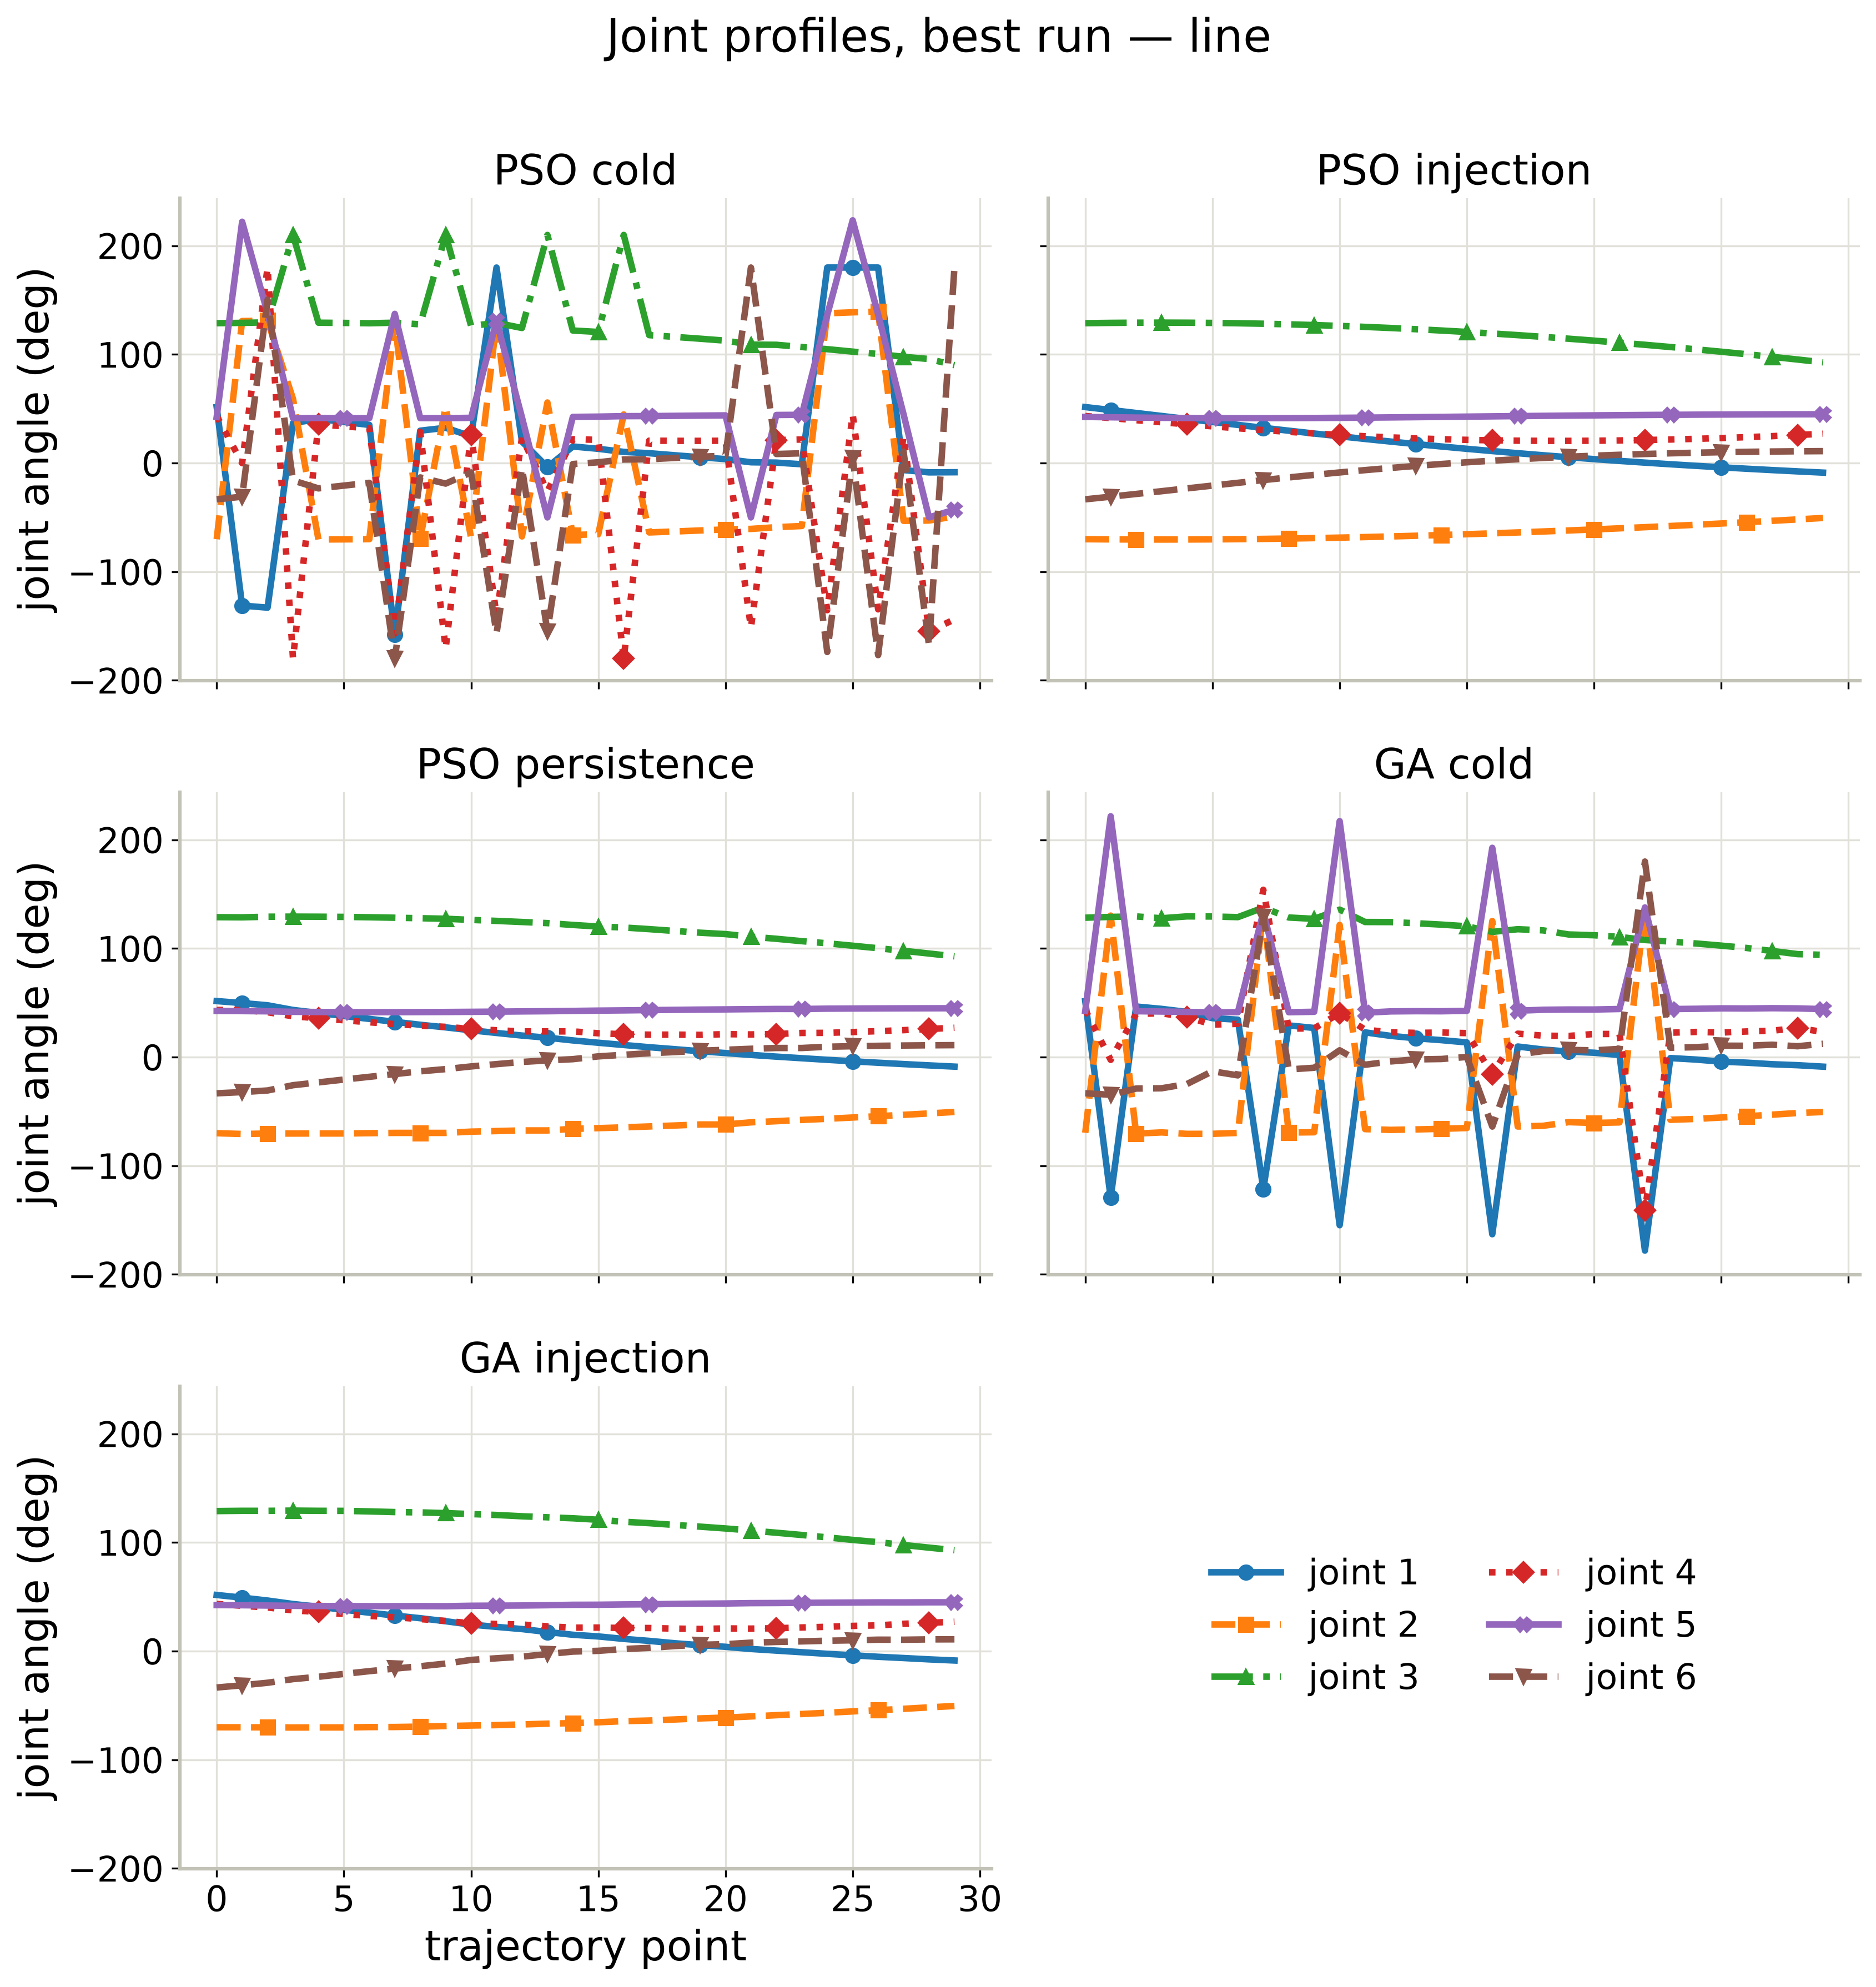 Joint profiles, best run — line
PSO cold
PSO injection
joint angle (deg)
200
100
0
−100
−200
PSO persistence
GA cold
joint angle (deg)
200
100
0
−100
−200
GA injection
joint angle (deg)
200
100
0
−100
−200
0 5 10 15 20 25 30
trajectory point
joint 1
joint 2
joint 3
joint 4
joint 5
joint 6